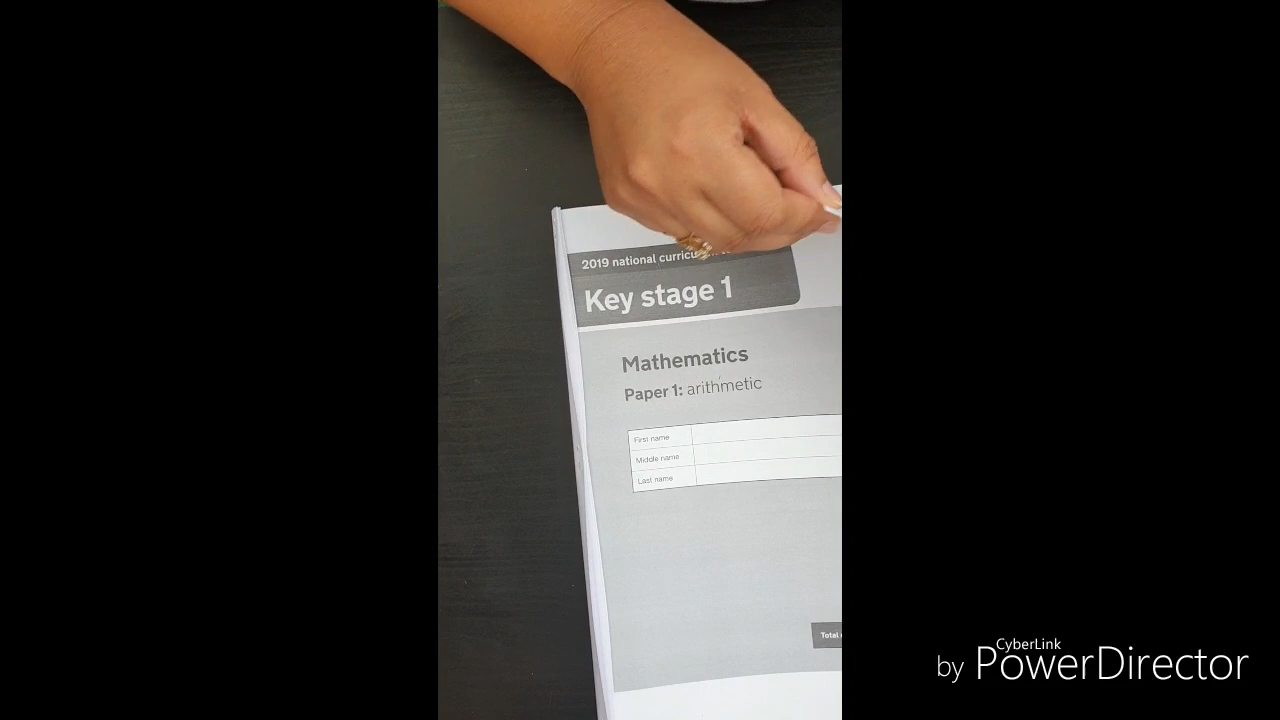 2019 national
Key stage 1
Mathematics
Paper 1: arithmetic
First name
Middle name
Last name
Total
CyberLink
by PowerDirector